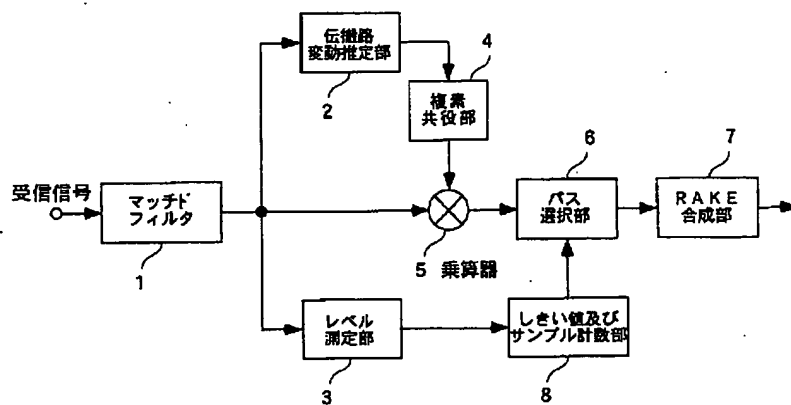 伝搬路
変動推定部
2
4
複素
共役部
6
7
受信信号
マッチド
フィルタ
1
5 乗算器
パス
選択部
RAKE
合成部
レベル
測定部
3
しきい値及び
サンプル計数部
8